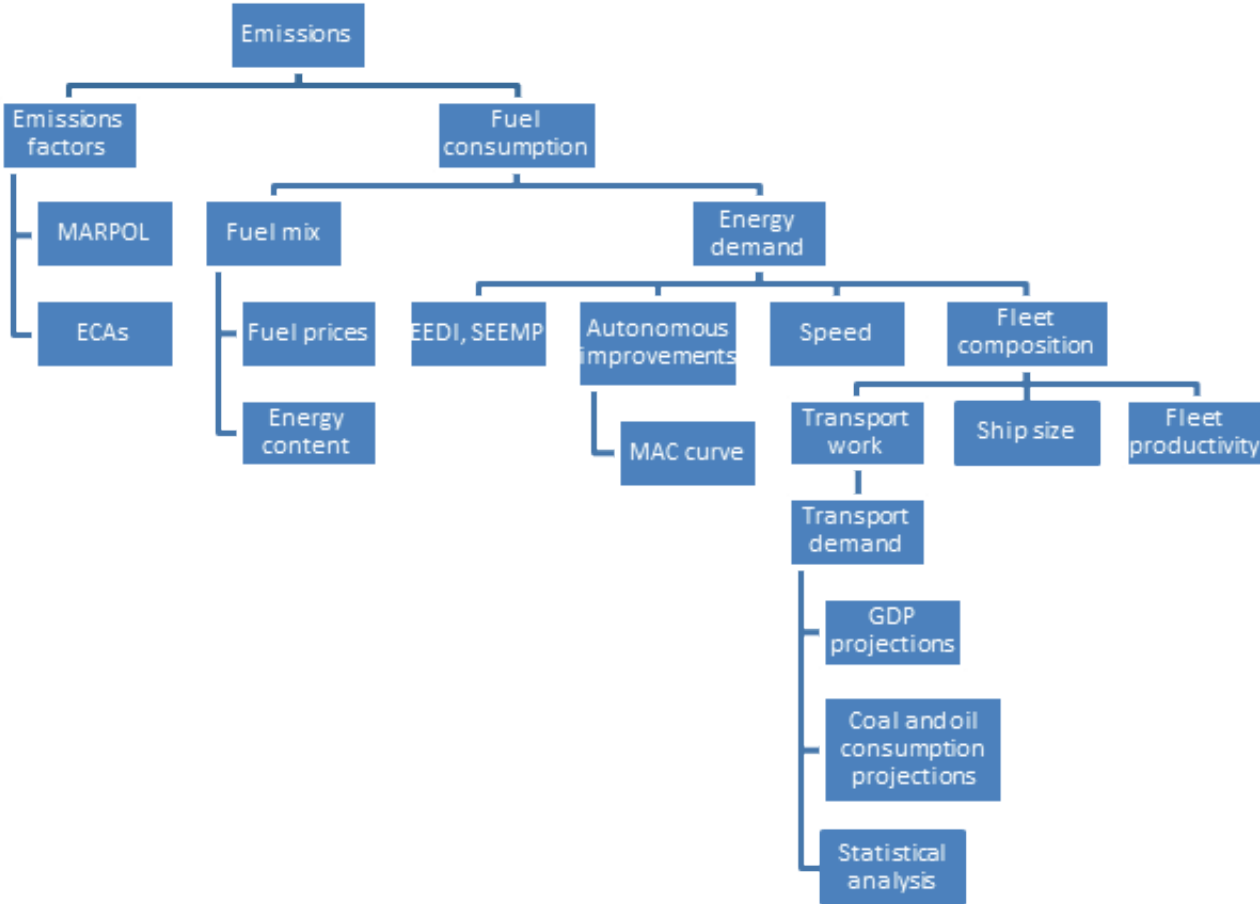 Emissions
Emissions
factors
Fuel
consumption
MARPOL
Fuel mix
Energy
demand
ECAs
Fuel prices
EEDI, SEEMP
Autonomous
improvements
Speed
Fleet
composition
Energy
content
MAC curve
Transport
work
Ship size
Fleet
productivity
Transport
demand
GDP
projections
Coal and oil
consumption
projections
Statistical
analysis